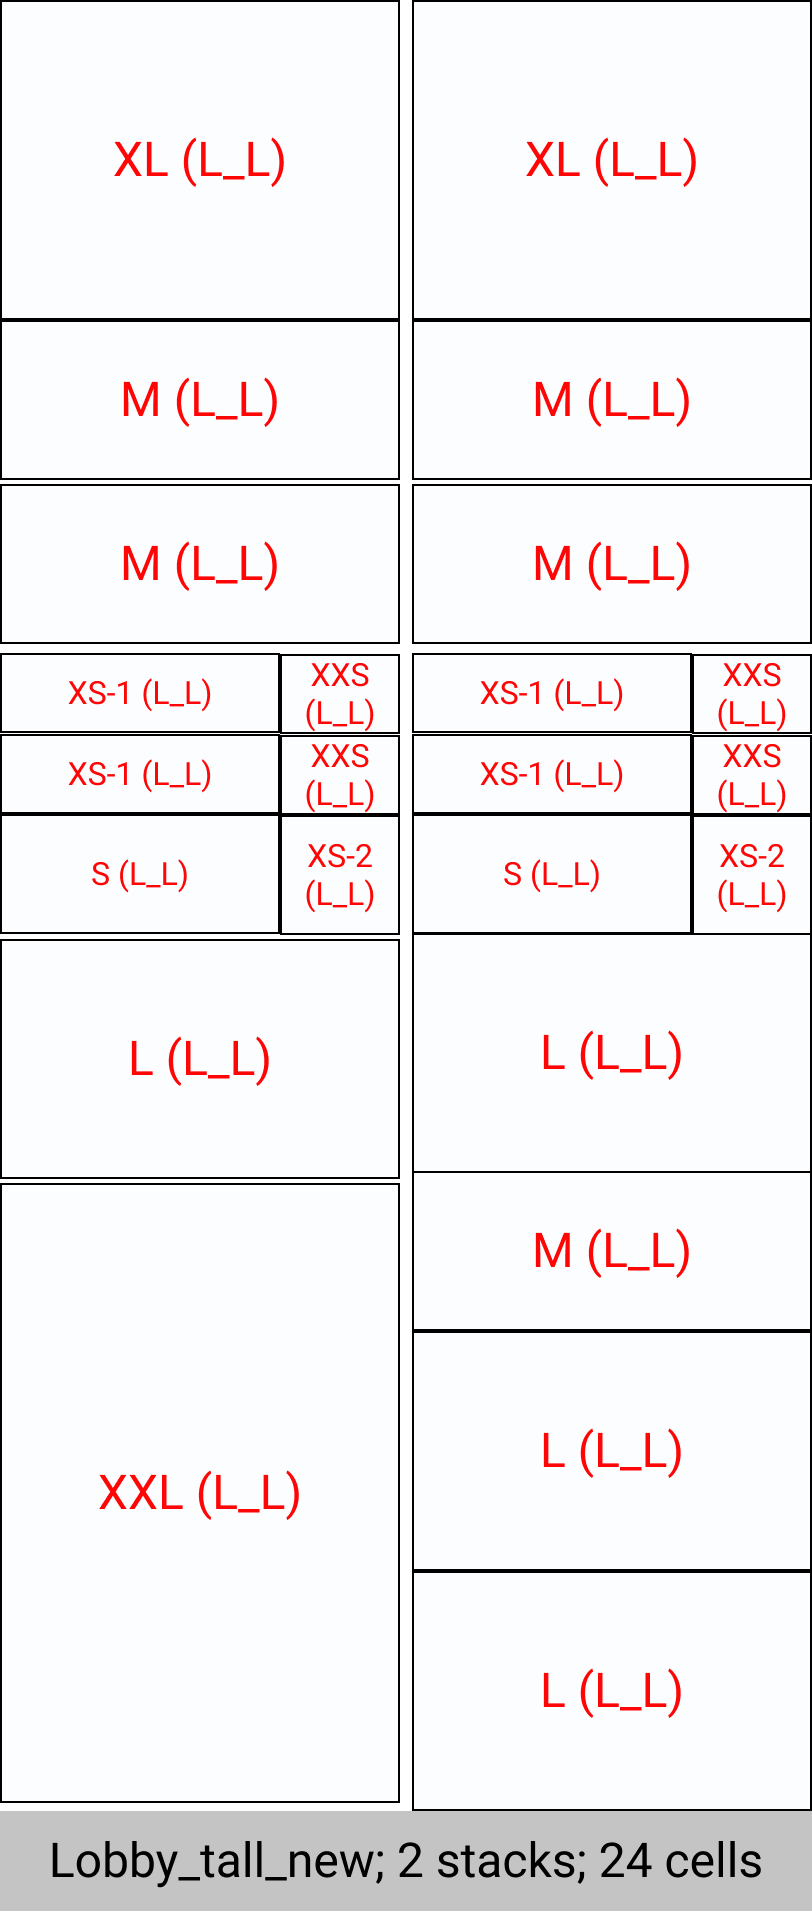 XL (L_L)
XL (L_L)
M (L_L)
M (L_L)
M (L_L)
M (L_L)
XS-1 (L_L)
XXS
(L_L)
XS-1 (L_L)
XXS
(L_L)
XS-1 (L_L)
XXS
(L_L)
XS-1 (L_L)
XXS
(L_L)
S (L_L)
XS-2
(L_L)
S (L_L)
XS-2
(L_L)
L (L_L)
L (L_L)
M (L_L)
XXL (L_L)
L (L_L)
L (L_L)
Lobby_tall_new; 2 stacks; 24 cells